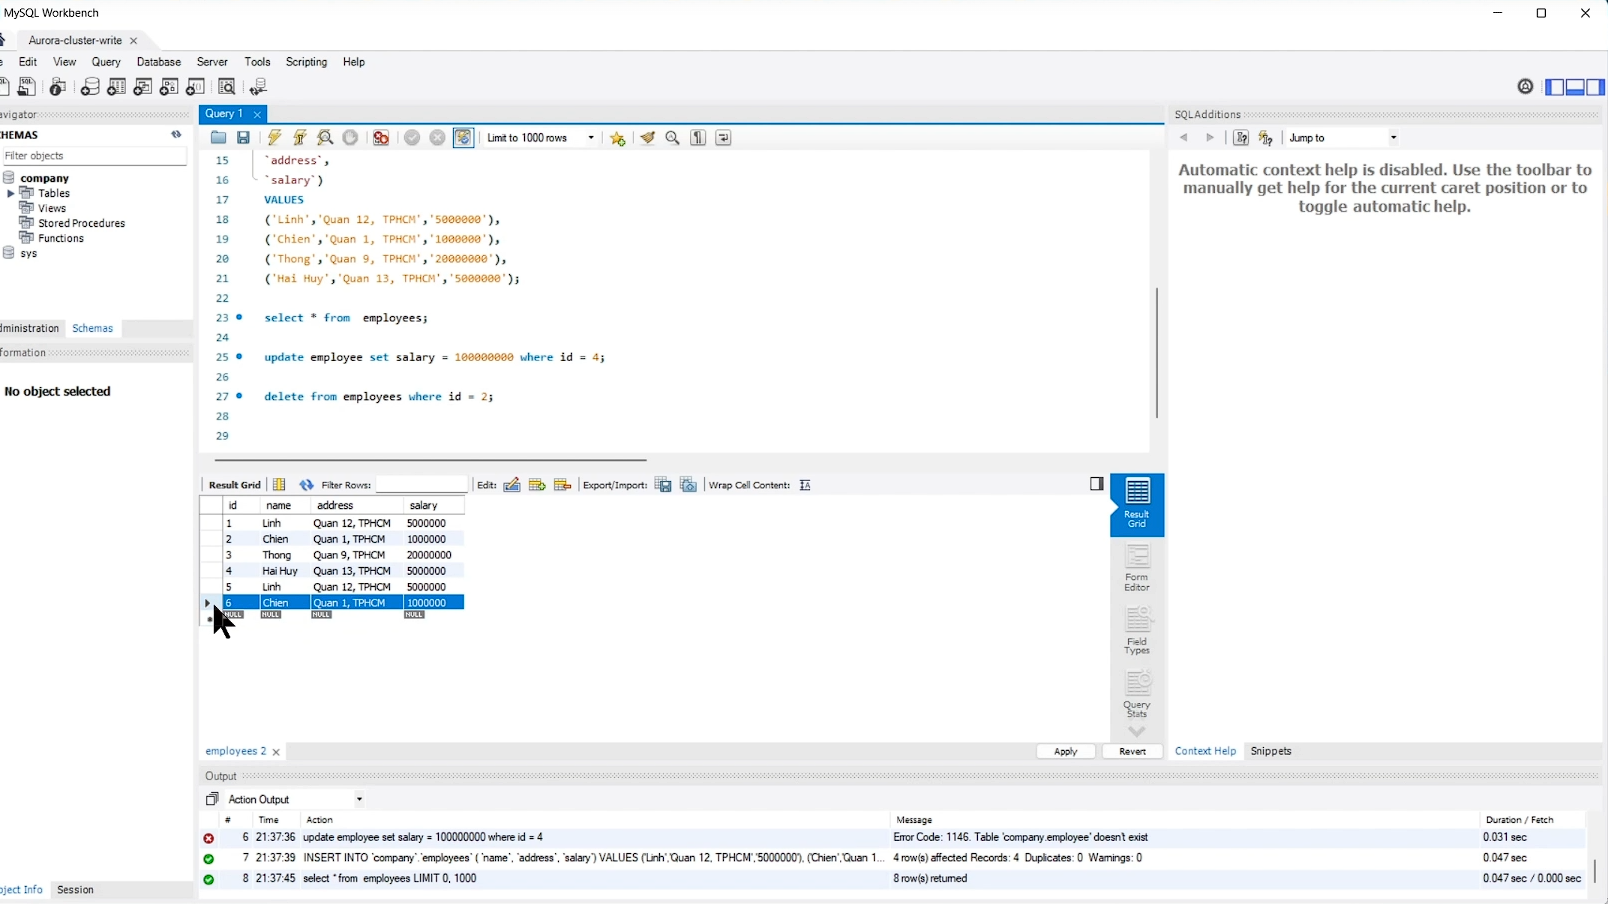 MySQL Workbench
Aurora-cluster-write
Edit View Query Database Server Tools Scripting Help
avigator
Query 1
SQLAdditions
HEMAS
Limit to 1000 rows
Jump to
Filter objects
company
Tables
Views
Stored Procedures
Functions
sys
15 `address`,
16 `salary`)
17 VALUES
18 ('Linh','Quan 12, TPHCM','5000000'),
19 ('Chien','Quan 1, TPHCM','1000000'),
20 ('Thong','Quan 9, TPHCM','20000000'),
21 ('Hai Huy','Quan 13, TPHCM','5000000');
22
23 select * from employees;
24
25 update employee set salary = 100000000 where id = 4;
26
27 delete from employees where id = 2;
28
29
Automatic context help is disabled. Use the toolbar to
manually get help for the current caret position or to
toggle automatic help.
dministration Schemas
formation
No object selected
Result Grid Filter Rows: Edit: Export/Import: Wrap Cell Content:
id name address salary
1 Linh Quan 12, TPHCM 5000000
2 Chien Quan 1, TPHCM 1000000
3 Thong Quan 9, TPHCM 20000000
4 Hai Huy Quan 13, TPHCM 5000000
5 Linh Quan 12, TPHCM 5000000
6 Chien Quan 1, TPHCM 1000000
NULL NULL NULL NULL
Result
Grid
Form
Editor
Field
Types
Query
Stats
employees 2
Apply Revert
Context Help Snippets
Output
Action Output
# Time Action Message Duration / Fetch
6 21:37:36 update employee set salary = 100000000 where id = 4 Error Code: 1146. Table 'company.employee' doesn't exist 0.031 sec
7 21:37:39 INSERT INTO `company`.`employees` ( `name`, `address`, `salary`) VALUES ('Linh','Quan 12, TPHCM','5000000'), ('Chien','Quan 1... 4 row(s) affected Records: 4 Duplicates: 0 Warnings: 0 0.047 sec
8 21:37:45 select * from employees LIMIT 0, 1000 8 row(s) returned 0.047 sec / 0.000 sec
bject Info Session